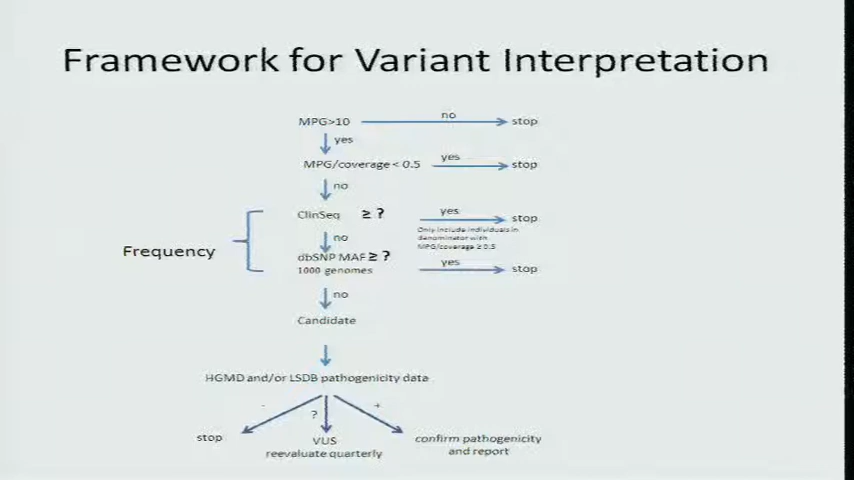 Framework for Variant Interpretation
MPG>10
no
stop
yes
MPG/coverage < 0.5
yes
stop
no
ClinSeq ≥ ?
yes
stop
Only include individuals in
denominator with
MPG/coverage ≥ 0.5
no
Frequency
dbSNP MAF ≥ ?
1000 genomes
yes
stop
no
Candidate
HGMD and/or LSDB pathogenicity data
-
?
+
stop
VUS
reevaluate quarterly
confirm pathogenicity
and report